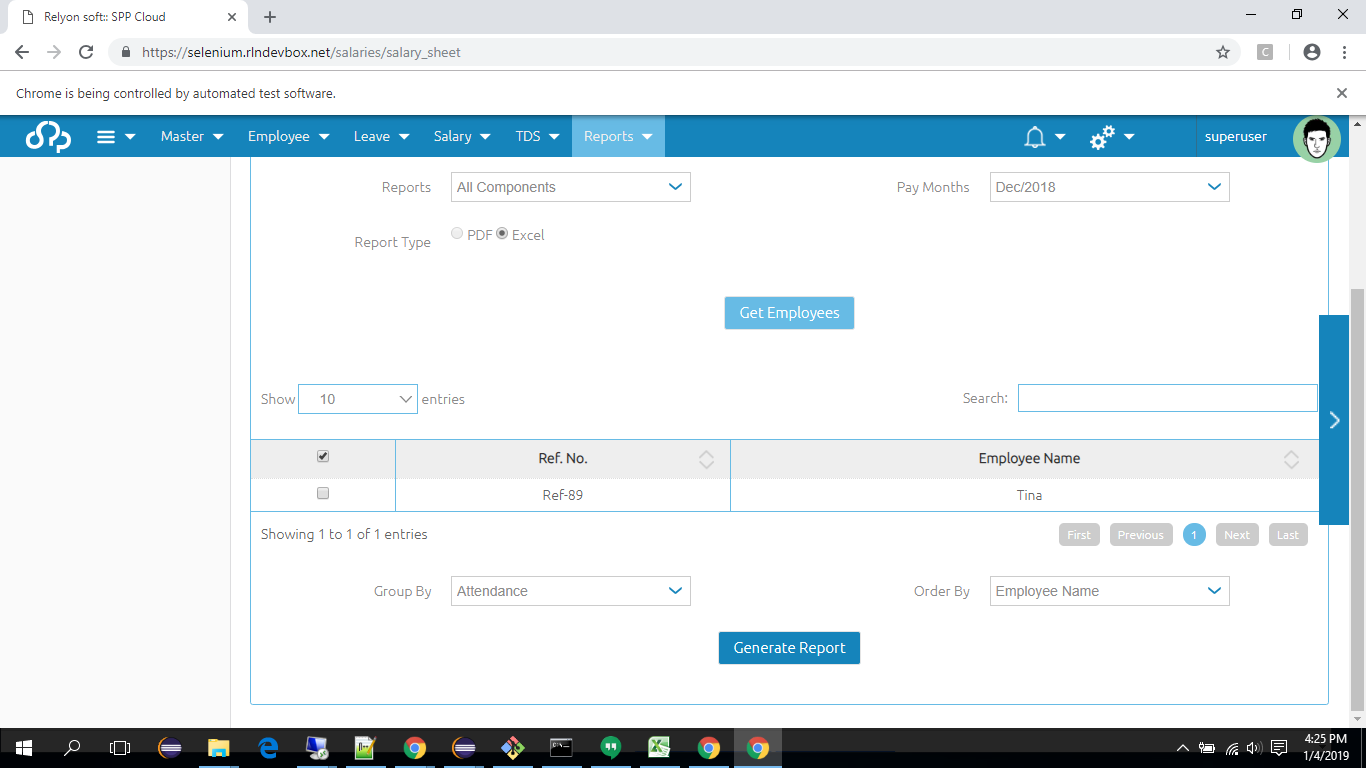 Relyon soft:: SPP Cloud
https://selenium.rlndevbox.net/salaries/salary_sheet
C
Chrome is being controlled by automated test software.
Master Employee Leave Salary TDS Reports superuser
Reports All Components Pay Months Dec/2018
Report Type PDF Excel
Get Employees
Show 10 entries Search:
Ref. No. Employee Name
Ref-89 Tina
Showing 1 to 1 of 1 entries First Previous 1 Next Last
Group By Attendance Order By Employee Name
Generate Report
4:25 PM
1/4/2019